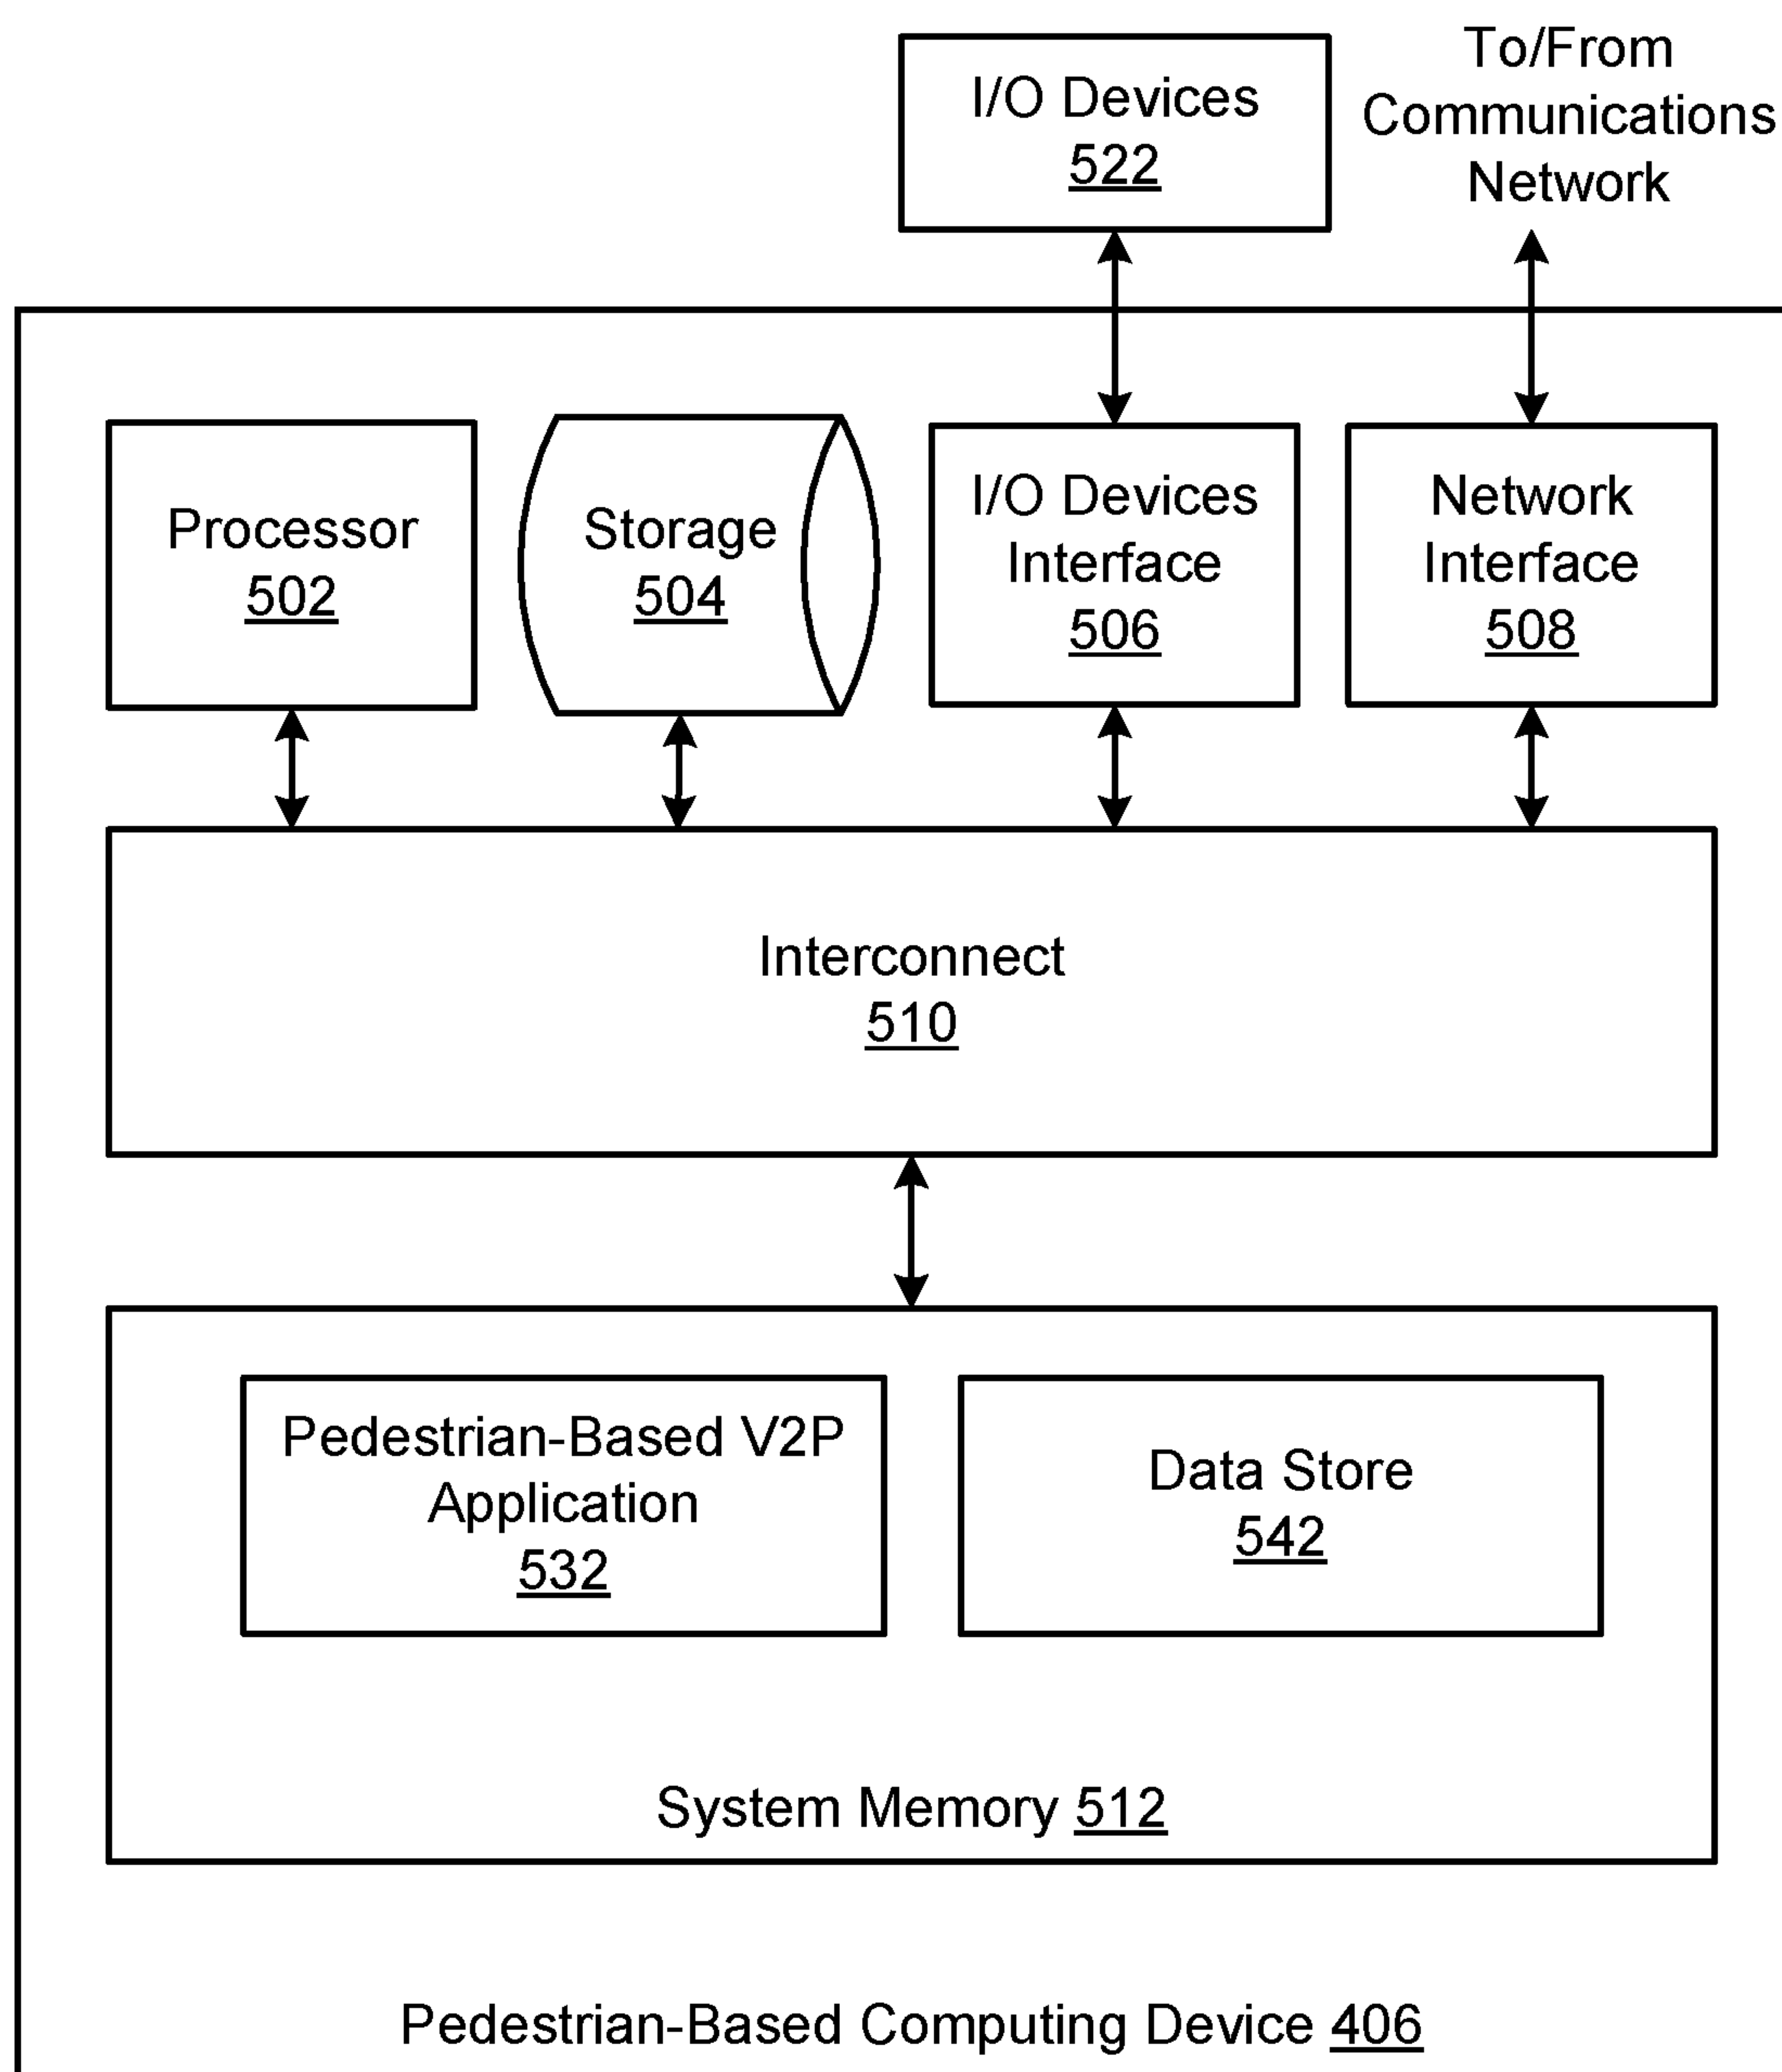 I/O Devices
522
To/From
Communications
Network
Processor
502
Storage
504
I/O Devices
Interface
506
Network
Interface
508
Interconnect
510
Pedestrian-Based V2P
Application
532
Data Store
542
System Memory 512
Pedestrian-Based Computing Device 406